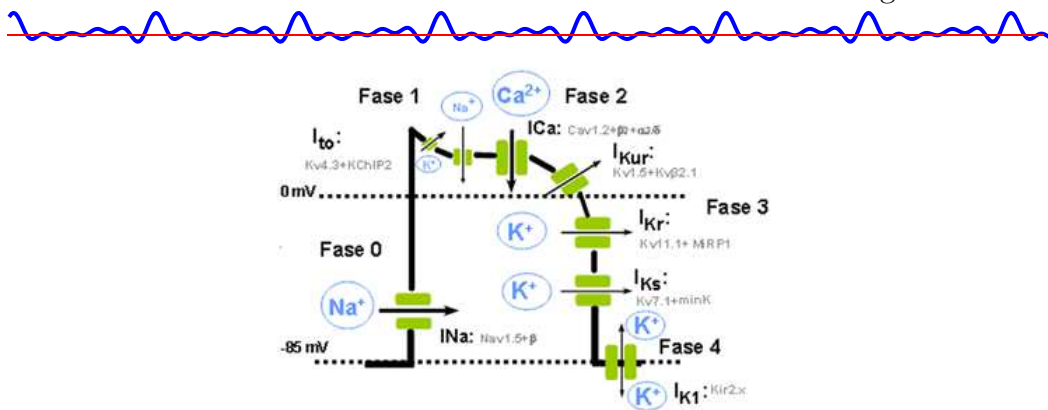 Fase 1
Na+
Ca2+
Fase 2
Ito:
Kv4.3+KChIP2
K+
ICa: Cav1.2+β2+α2/δ
IKur:
Kv1.5+Kvβ2.1
0 mV
Fase 3
K+
IKr:
Kv11.1+ MiRP1
Fase 0
K+
IKs:
Kv7.1+minK
Na+
INa: Nav1.5+β
K+
-85 mV
Fase 4
K+
IK1: Kir2.x